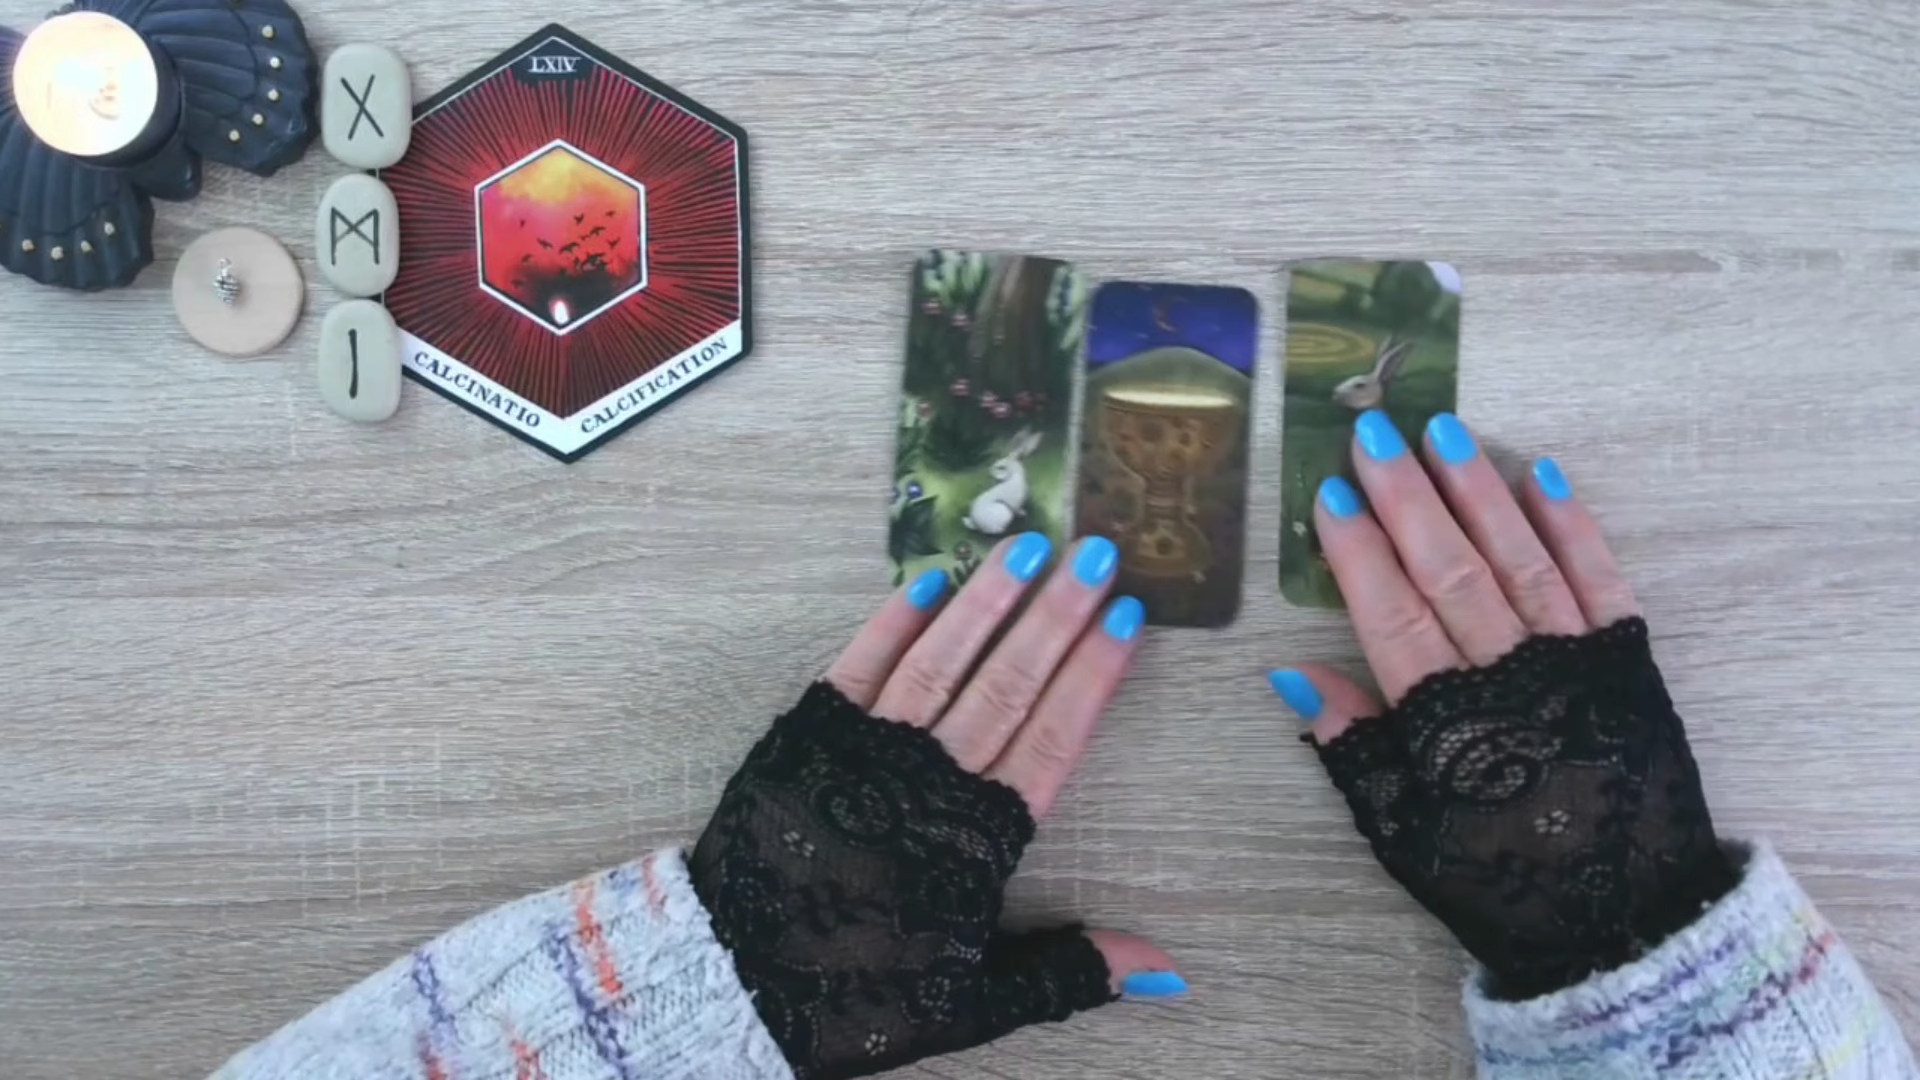 LXIV
CALCINATIO
CALCIFICATION
ᚷ
ᛗ
ᛁ